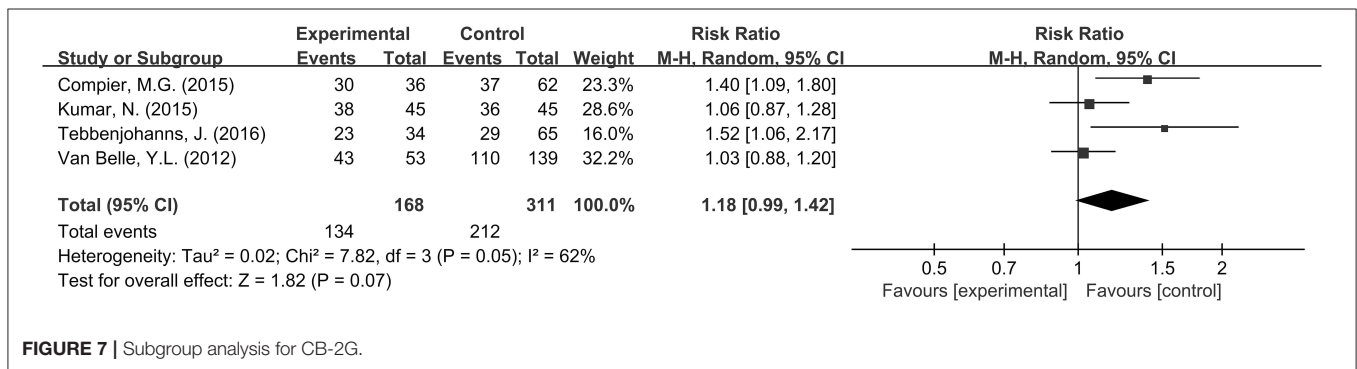 Experimental Control Risk Ratio Risk Ratio
Study or Subgroup Events Total Events Total Weight M-H, Random, 95% CI M-H, Random, 95% CI
Compier, M.G. (2015) 30 36 37 62 23.3% 1.40 [1.09, 1.80]
Kumar, N. (2015) 38 45 36 45 28.6% 1.06 [0.87, 1.28]
Tebbenjohanns, J. (2016) 23 34 29 65 16.0% 1.52 [1.06, 2.17]
Van Belle, Y.L. (2012) 43 53 110 139 32.2% 1.03 [0.88, 1.20]
Total (95% CI) 168 311 100.0% 1.18 [0.99, 1.42]
Total events 134 212
Heterogeneity: Tau² = 0.02; Chi² = 7.82, df = 3 (P = 0.05); I² = 62%
Test for overall effect: Z = 1.82 (P = 0.07)
0.5 0.7 1 1.5 2
Favours [experimental] Favours [control]
FIGURE 7 | Subgroup analysis for CB-2G.